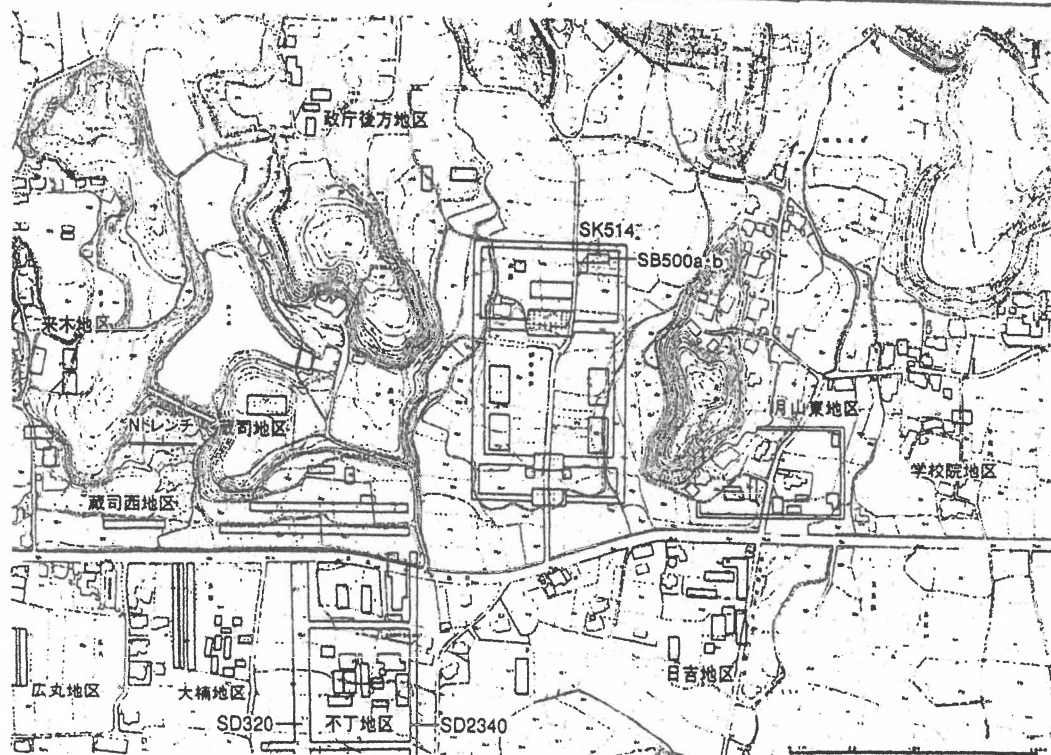 政庁後方地区
SK514
SB500a·b
来木地区
Nトレンチ
蔵司地区
月山東地区
学校院地区
蔵司西地区
広丸地区
大楠地区
日吉地区
SD320
不丁地区
SD2340